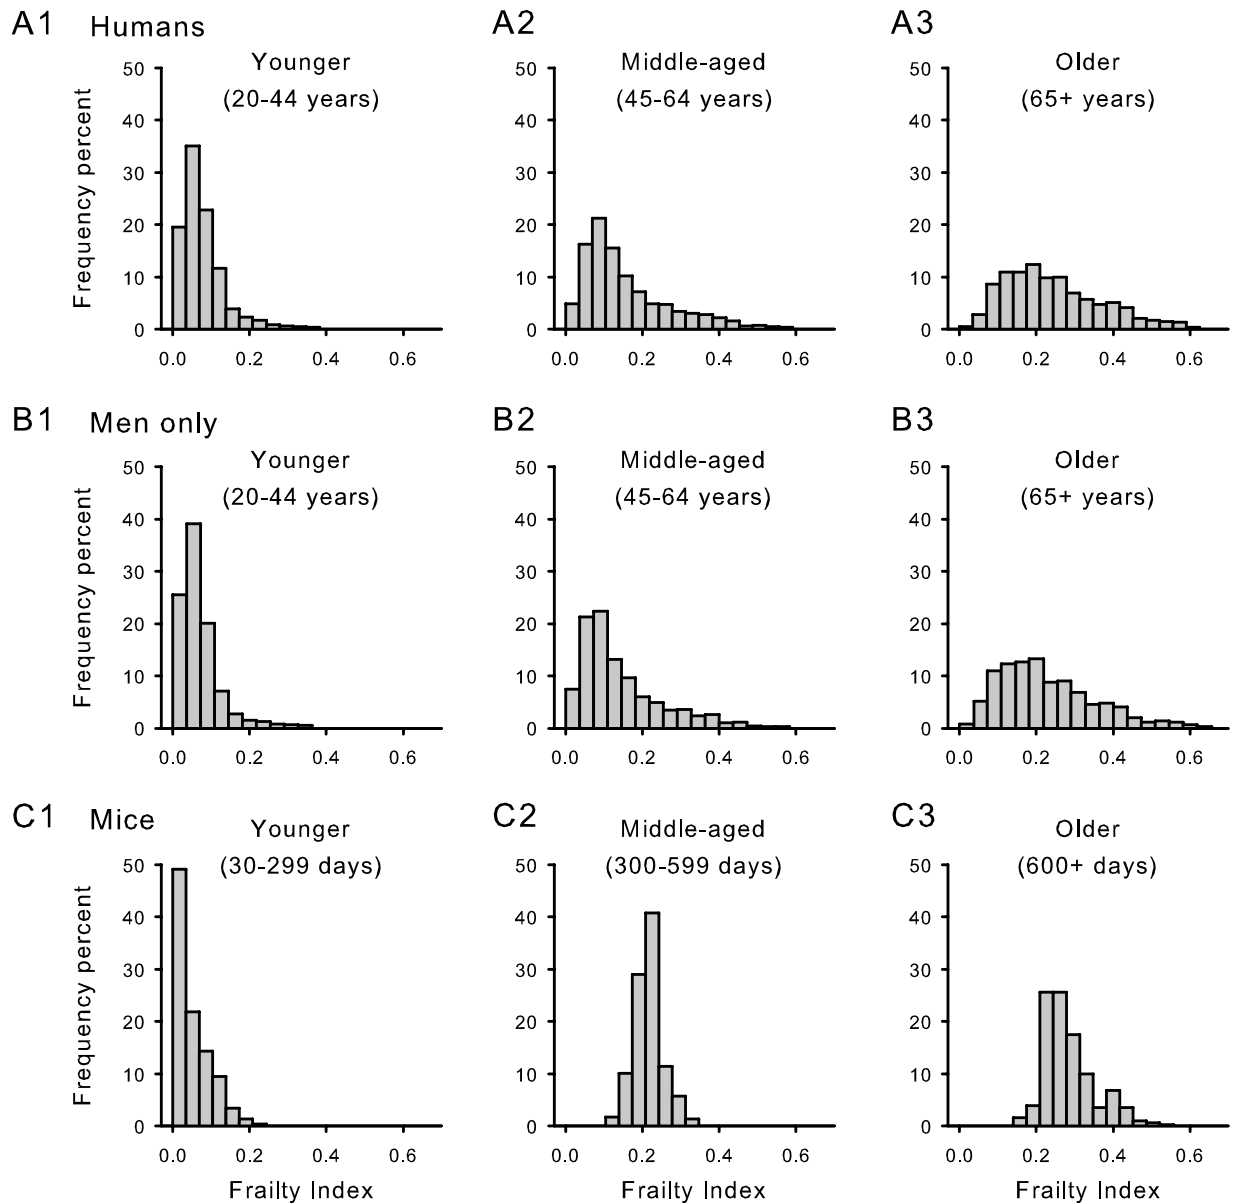 A1 Humans A2 A3
Younger Middle-aged Older
(20-44 years) (45-64 years) (65+ years)
Frequency percent
50 50 50
40 40 40
30 30 30
20 20 20
10 10 10
0 0 0
0.0 0.2 0.4 0.6 0.0 0.2 0.4 0.6 0.0 0.2 0.4 0.6
B1 Men only B2 B3
Younger Middle-aged Older
(20-44 years) (45-64 years) (65+ years)
Frequency percent
50 50 50
40 40 40
30 30 30
20 20 20
10 10 10
0 0 0
0.0 0.2 0.4 0.6 0.0 0.2 0.4 0.6 0.0 0.2 0.4 0.6
C1 Mice C2 C3
Younger Middle-aged Older
(30-299 days) (300-599 days) (600+ days)
Frequency percent
50 50 50
40 40 40
30 30 30
20 20 20
10 10 10
0 0 0
0.0 0.2 0.4 0.6 0.0 0.2 0.4 0.6 0.0 0.2 0.4 0.6
Frailty Index Frailty Index Frailty Index